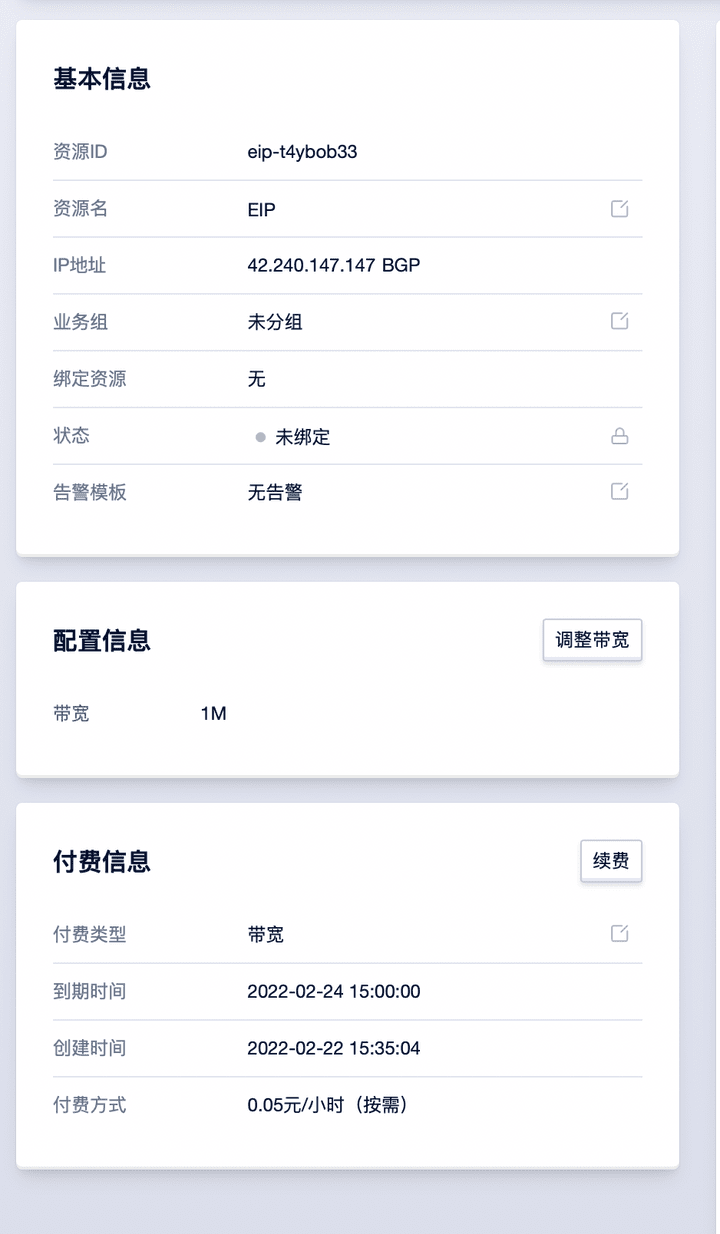 基本信息
资源ID eip-t4ybob33
资源名 EIP
IP地址 42.240.147.147 BGP
业务组 未分组
绑定资源 无
状态 未绑定
告警模板 无告警
配置信息 调整带宽
带宽 1M
付费信息 续费
付费类型 带宽
到期时间 2022-02-24 15:00:00
创建时间 2022-02-22 15:35:04
付费方式 0.05元/小时（按需）